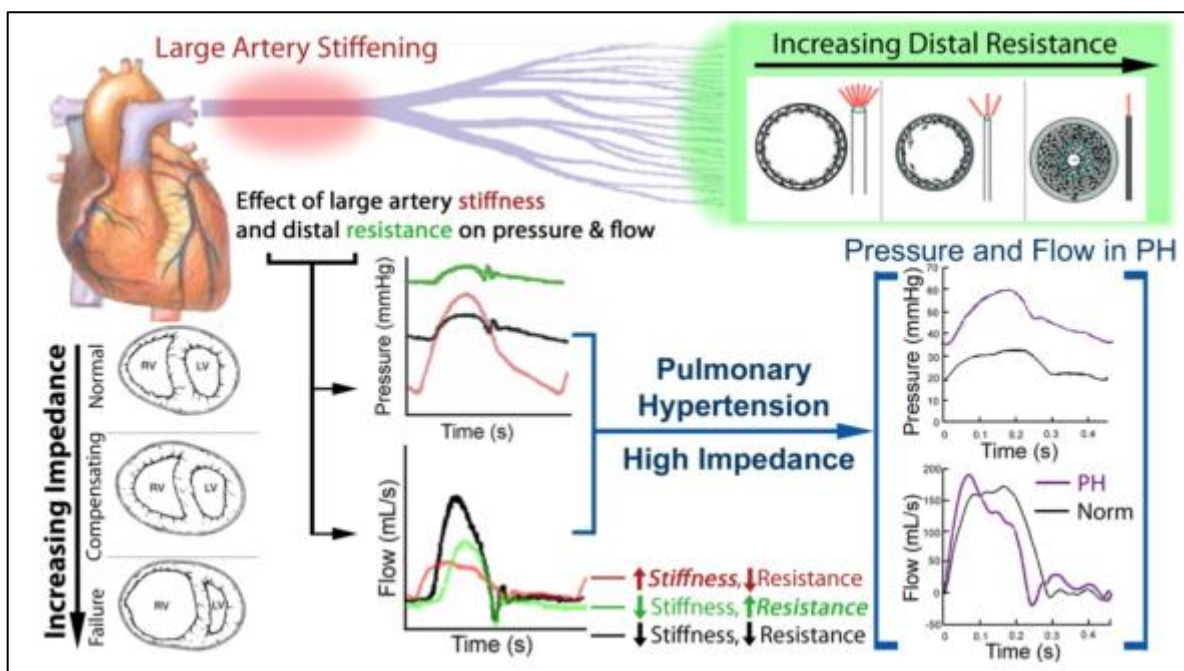 Large Artery Stiffening
Increasing Distal Resistance
Effect of large artery stiffness
and distal resistance on pressure & flow
Increasing Impedance
Normal
RV
LV
Compensating
RV
LV
Failure
RV
LV
Pressure (mmHg)
Time (s)
Flow (mL/s)
Time (s)
↑Stiffness,↓Resistance
↓Stiffness,↑Resistance
↓Stiffness,↓Resistance
Pulmonary
Hypertension
High Impedance
Pressure and Flow in PH
Pressure (mmHg)
70
60
50
40
30
20
10
0
0 0.1 0.2 0.3 0.4
Time (s)
Flow (mL/s)
200
150
100
50
0
-50
PH
Norm
0 0.1 0.2 0.3 0.4
Time (s)